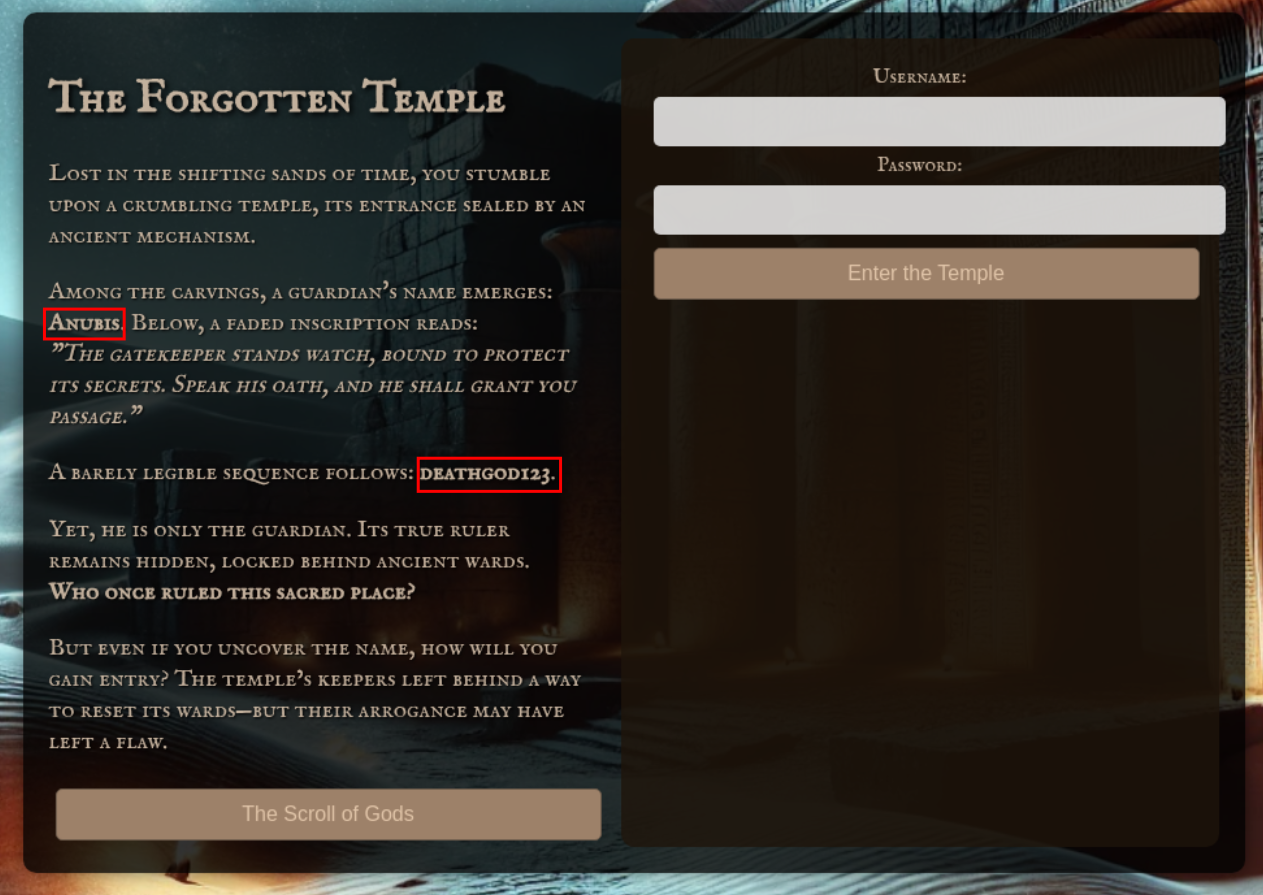 The Forgotten Temple
Lost in the shifting sands of time, you stumble
upon a crumbling temple, its entrance sealed by an
ancient mechanism.
Among the carvings, a guardian's name emerges:
Anubis. Below, a faded inscription reads:
"The gatekeeper stands watch, bound to protect
its secrets. Speak his oath, and he shall grant you
passage."
A barely legible sequence follows: deathgod123.
Yet, he is only the guardian. Its true ruler
remains hidden, locked behind ancient wards.
Who once ruled this sacred place?
But even if you uncover the name, how will you
gain entry? The temple's keepers left behind a way
to reset its wards—but their arrogance may have
left a flaw.
The Scroll of Gods
Username:
Password:
Enter the Temple